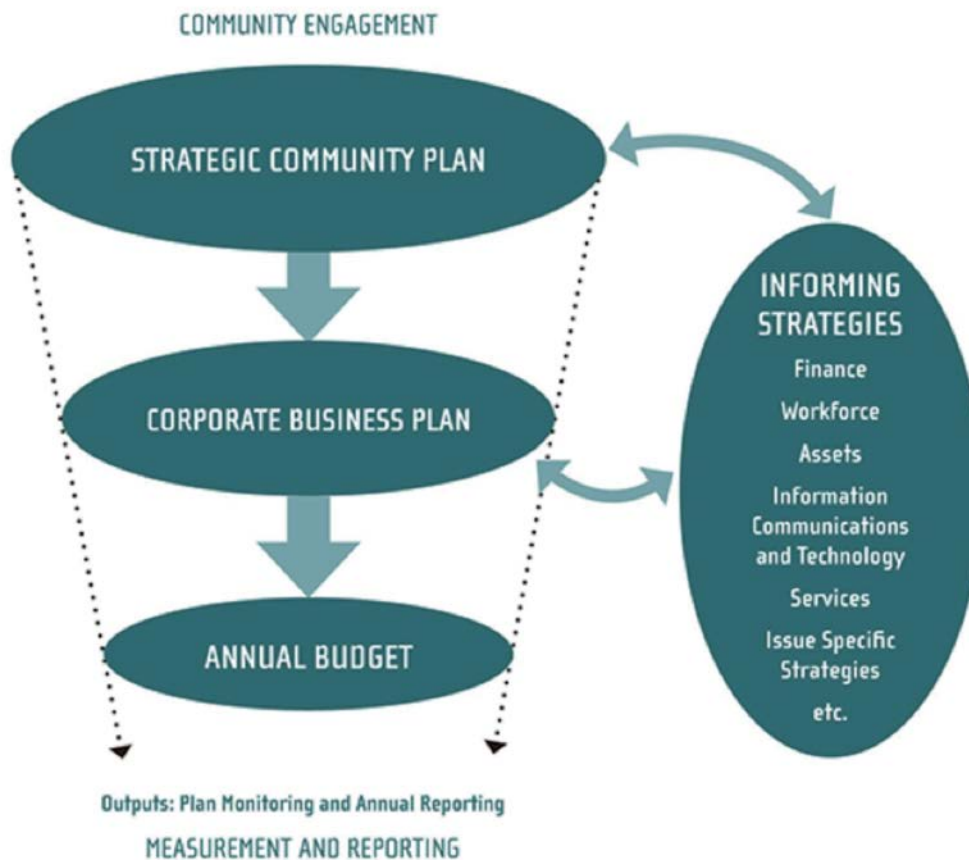 COMMUNITY ENGAGEMENT
STRATEGIC COMMUNITY PLAN
CORPORATE BUSINESS PLAN
ANNUAL BUDGET
INFORMING
STRATEGIES
Finance
Workforce
Assets
Information
Communications
and Technology
Services
Issue Specific
Strategies
etc.
Outputs: Plan Monitoring and Annual Reporting
MEASUREMENT AND REPORTING